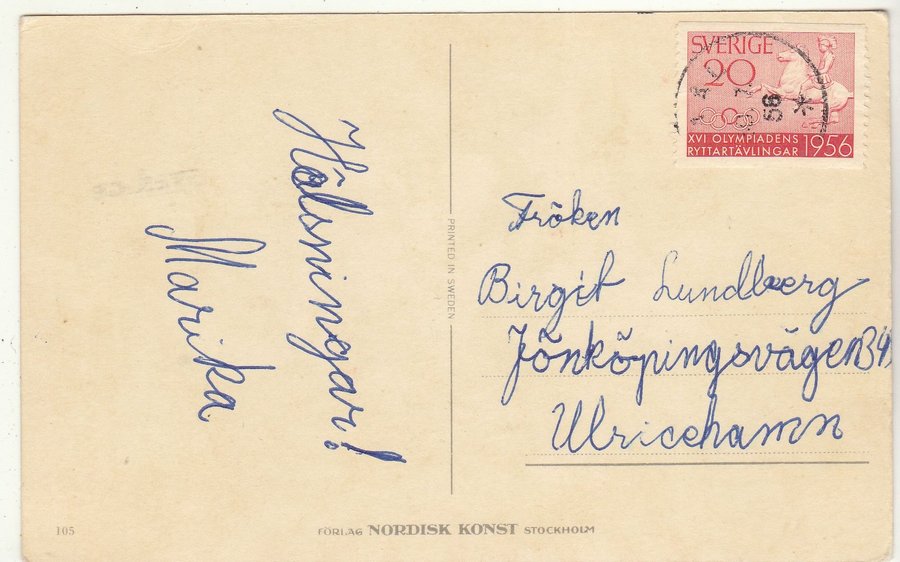 SVERIGE
20
56
XVI OLYMPIADENS
RYTTARTÄVLINGAR 1956
Hälsningar!
Marika
PRINTED IN SWEDEN
Fröken
Birgit Lundberg
Jönköpingsvägen
Ulricehamn
105
FÖRLAG NORDISK KONST STOCKHOLM